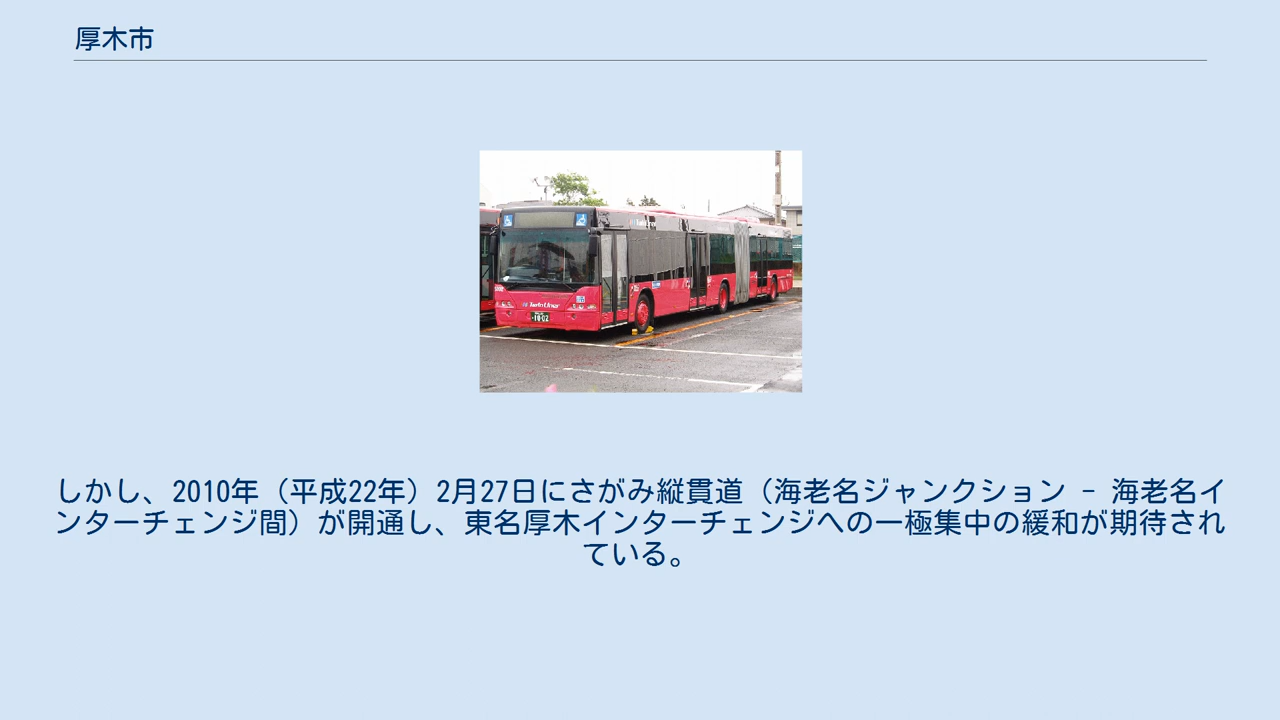 厚木市
Twin Liner
・18-02
しかし、2010年（平成22年）2月27日にさがみ縦貫道（海老名ジャンクション - 海老名イ
ンターチェンジ間）が開通し、東名厚木インターチェンジへの一極集中の緩和が期待され
ている。